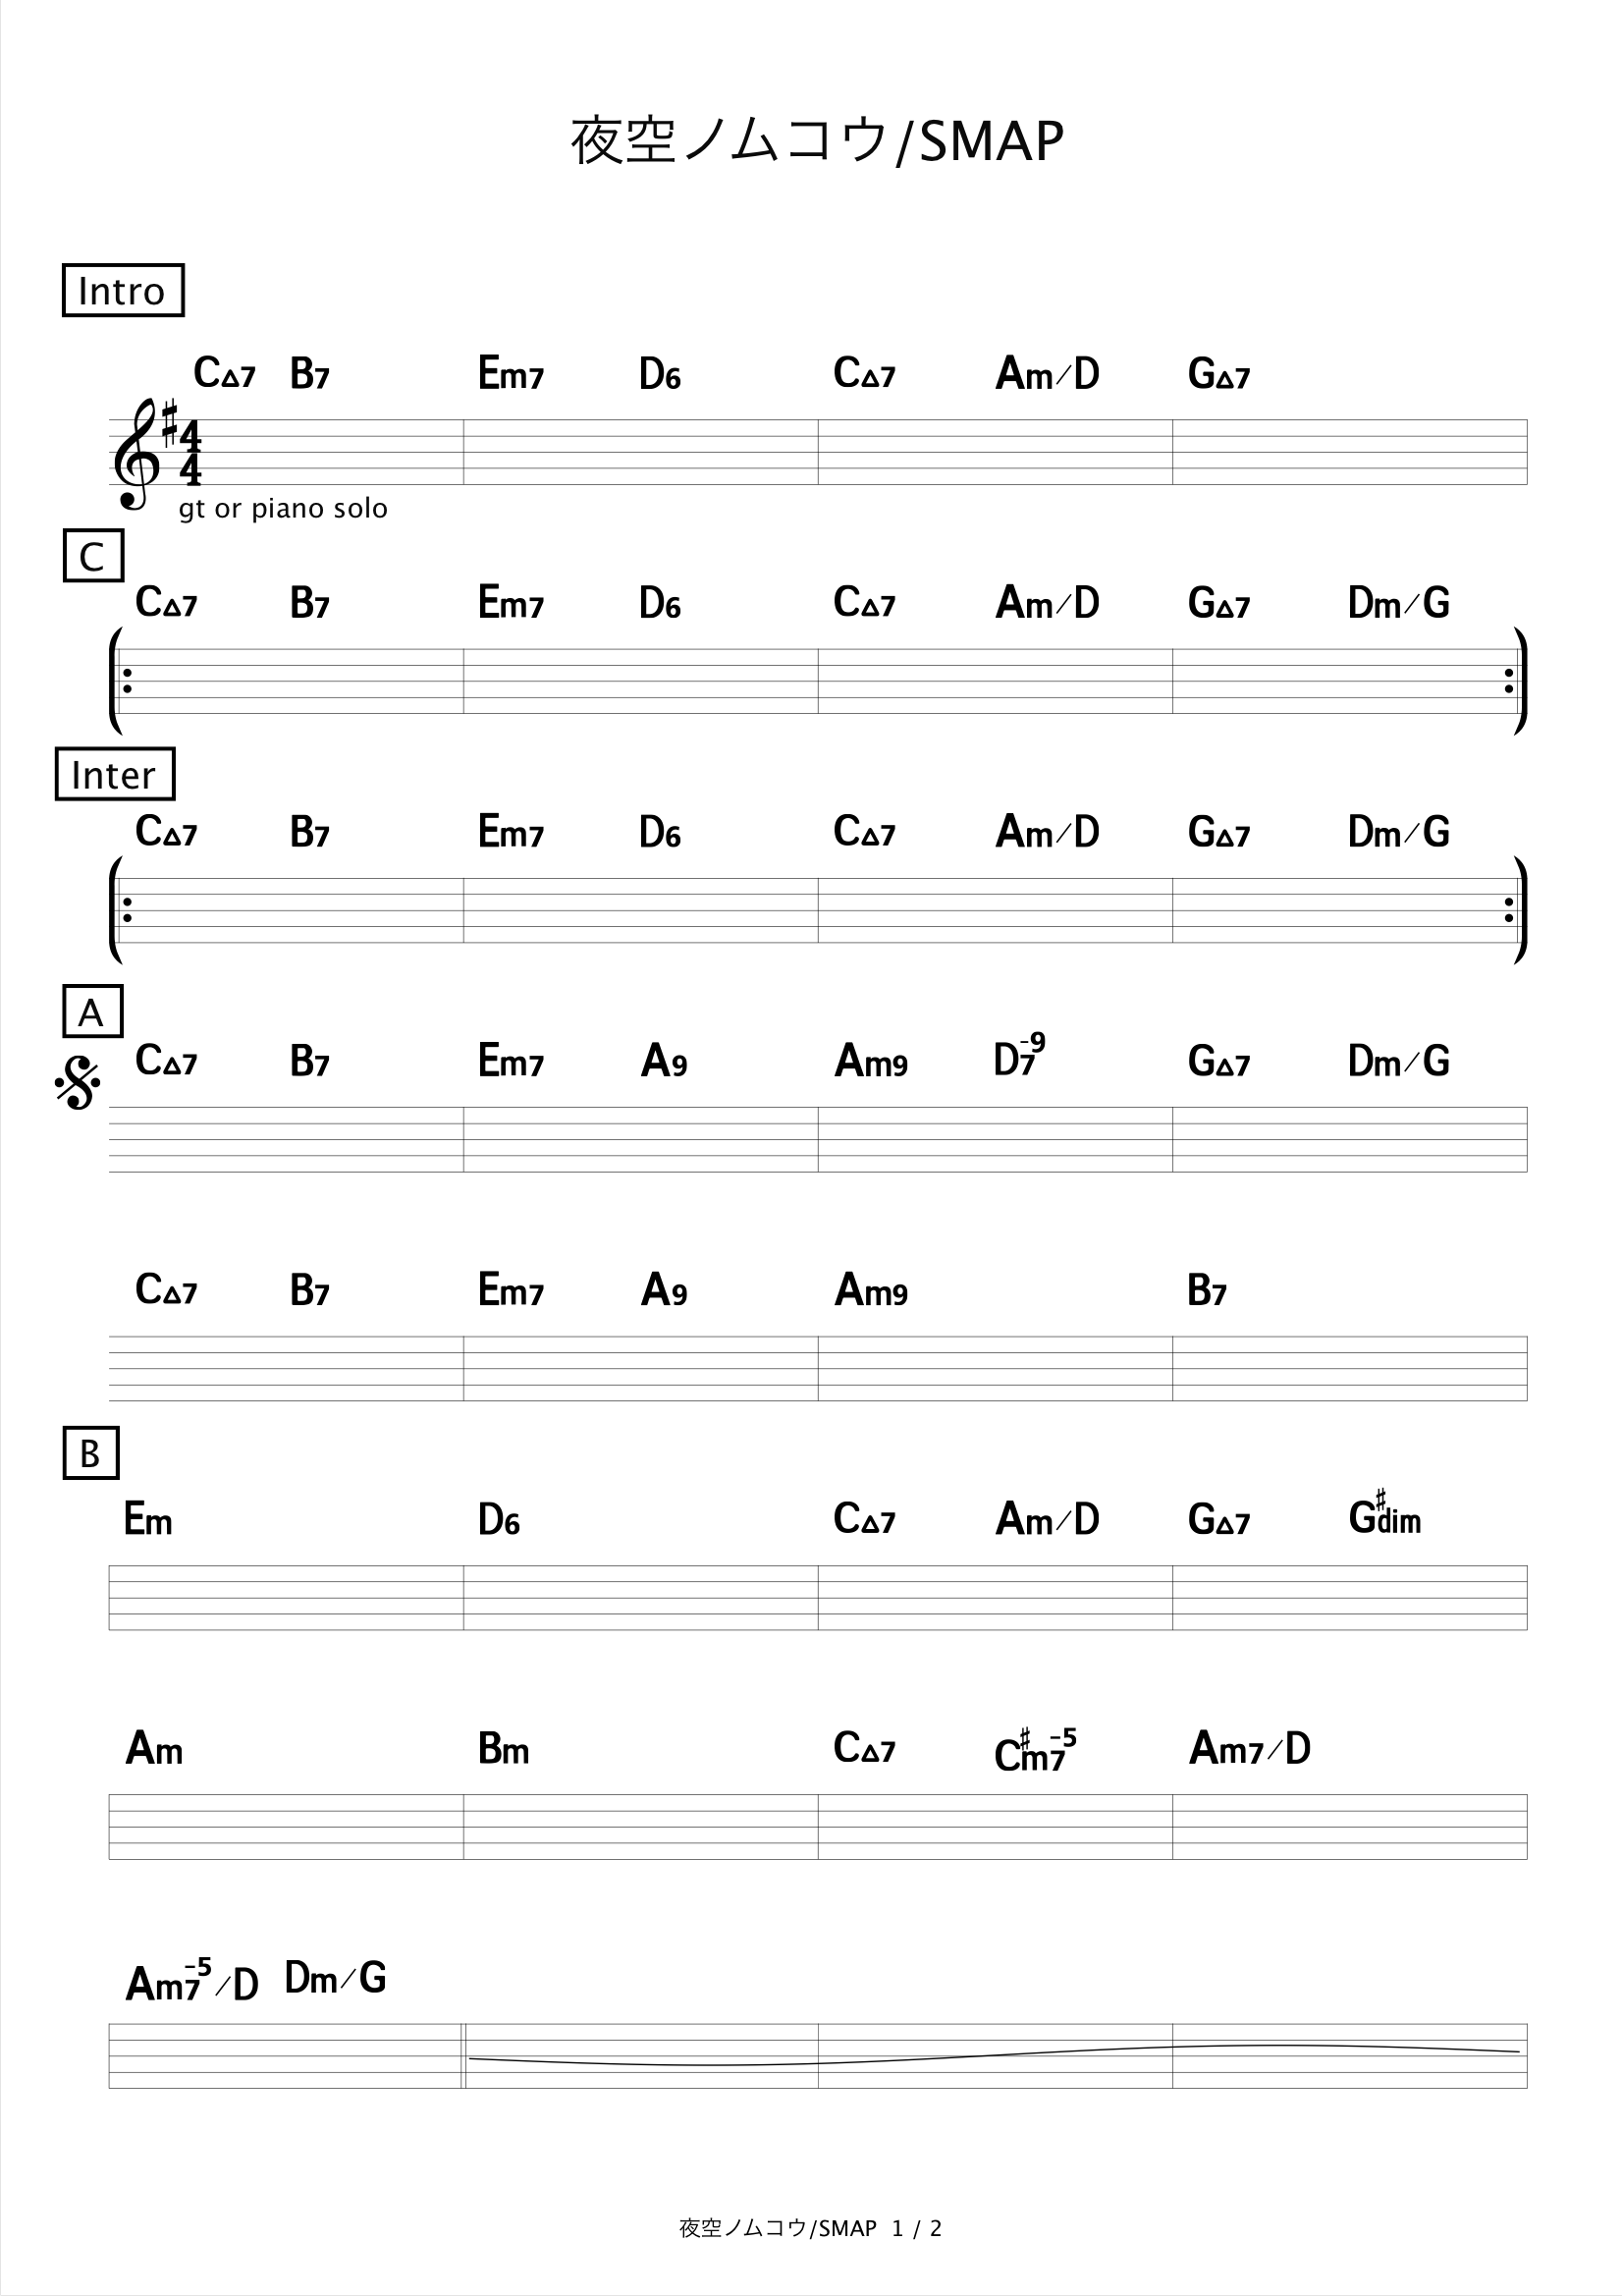 夜空ノムコウ/SMAP
Intro
C△7 B7 Em7 D6 C△7 Am/D G△7
4
4
gt or piano solo
C
C△7 B7 Em7 D6 C△7 Am/D G△7 Dm/G
Inter
C△7 B7 Em7 D6 C△7 Am/D G△7 Dm/G
A
C△7 B7 Em7 A9 Am9 D7-9 G△7 Dm/G
C△7 B7 Em7 A9 Am9 B7
B
Em D6 C△7 Am/D G△7 G#dim
Am Bm C△7 C#m7-5 Am7/D
Am7-5/D Dm/G
夜空ノムコウ/SMAP 1 / 2